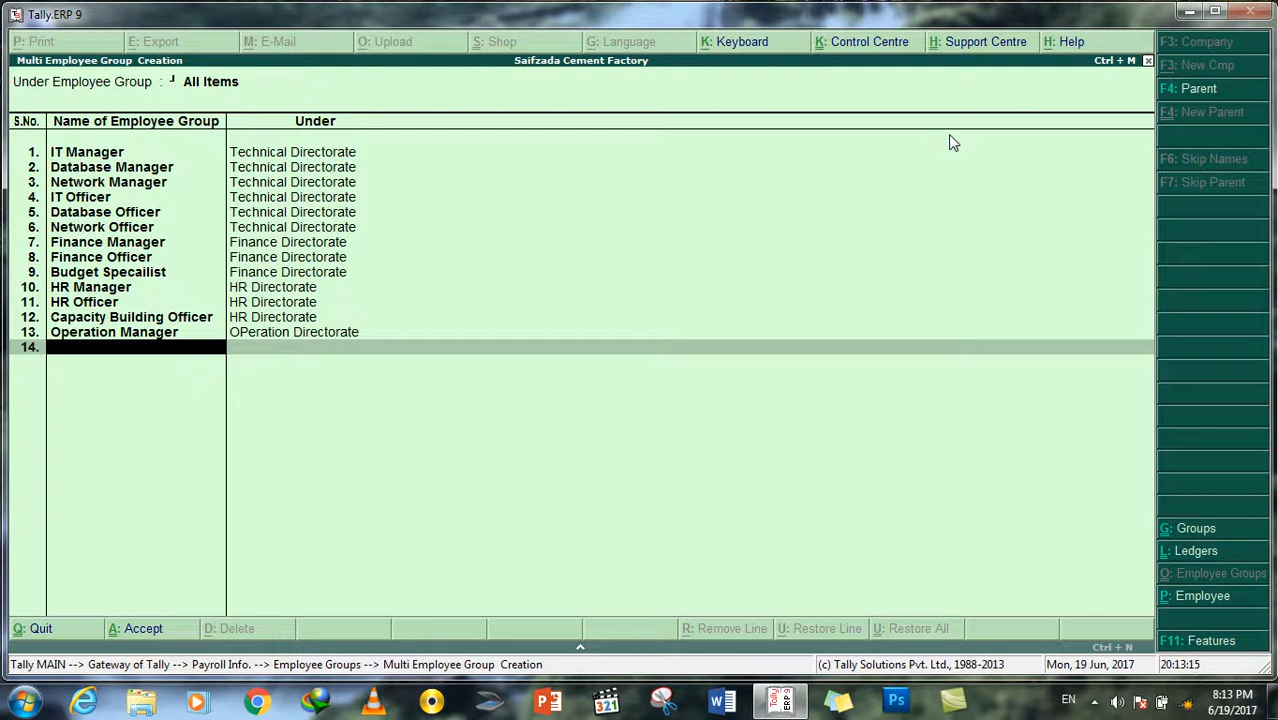 Tally.ERP 9
P: Print E: Export M: E-Mail O: Upload S: Shop G: Language K: Keyboard K: Control Centre H: Support Centre H: Help
Multi Employee Group Creation Saifzada Cement Factory Ctrl + M
Under Employee Group : ┘ All Items
S.No. Name of Employee Group Under
1. IT Manager Technical Directorate
2. Database Manager Technical Directorate
3. Network Manager Technical Directorate
4. IT Officer Technical Directorate
5. Database Officer Technical Directorate
6. Network Officer Technical Directorate
7. Finance Manager Finance Directorate
8. Finance Officer Finance Directorate
9. Budget Specailist Finance Directorate
10. HR Manager HR Directorate
11. HR Officer HR Directorate
12. Capacity Building Officer HR Directorate
13. Operation Manager OPeration Directorate
14.
F3: Company
F3: New Cmp
F4: Parent
F4: New Parent
F6: Skip Names
F7: Skip Parent
G: Groups
L: Ledgers
O: Employee Groups
P: Employee
F11: Features
Q: Quit A: Accept D: Delete R: Remove Line U: Restore Line U: Restore All
Ctrl + N
Tally MAIN --> Gateway of Tally --> Payroll Info. --> Employee Groups --> Multi Employee Group Creation (c) Tally Solutions Pvt. Ltd., 1988-2013 Mon, 19 Jun, 2017 20:13:15
321
Tally
Ps
EN
8:13 PM
6/19/2017